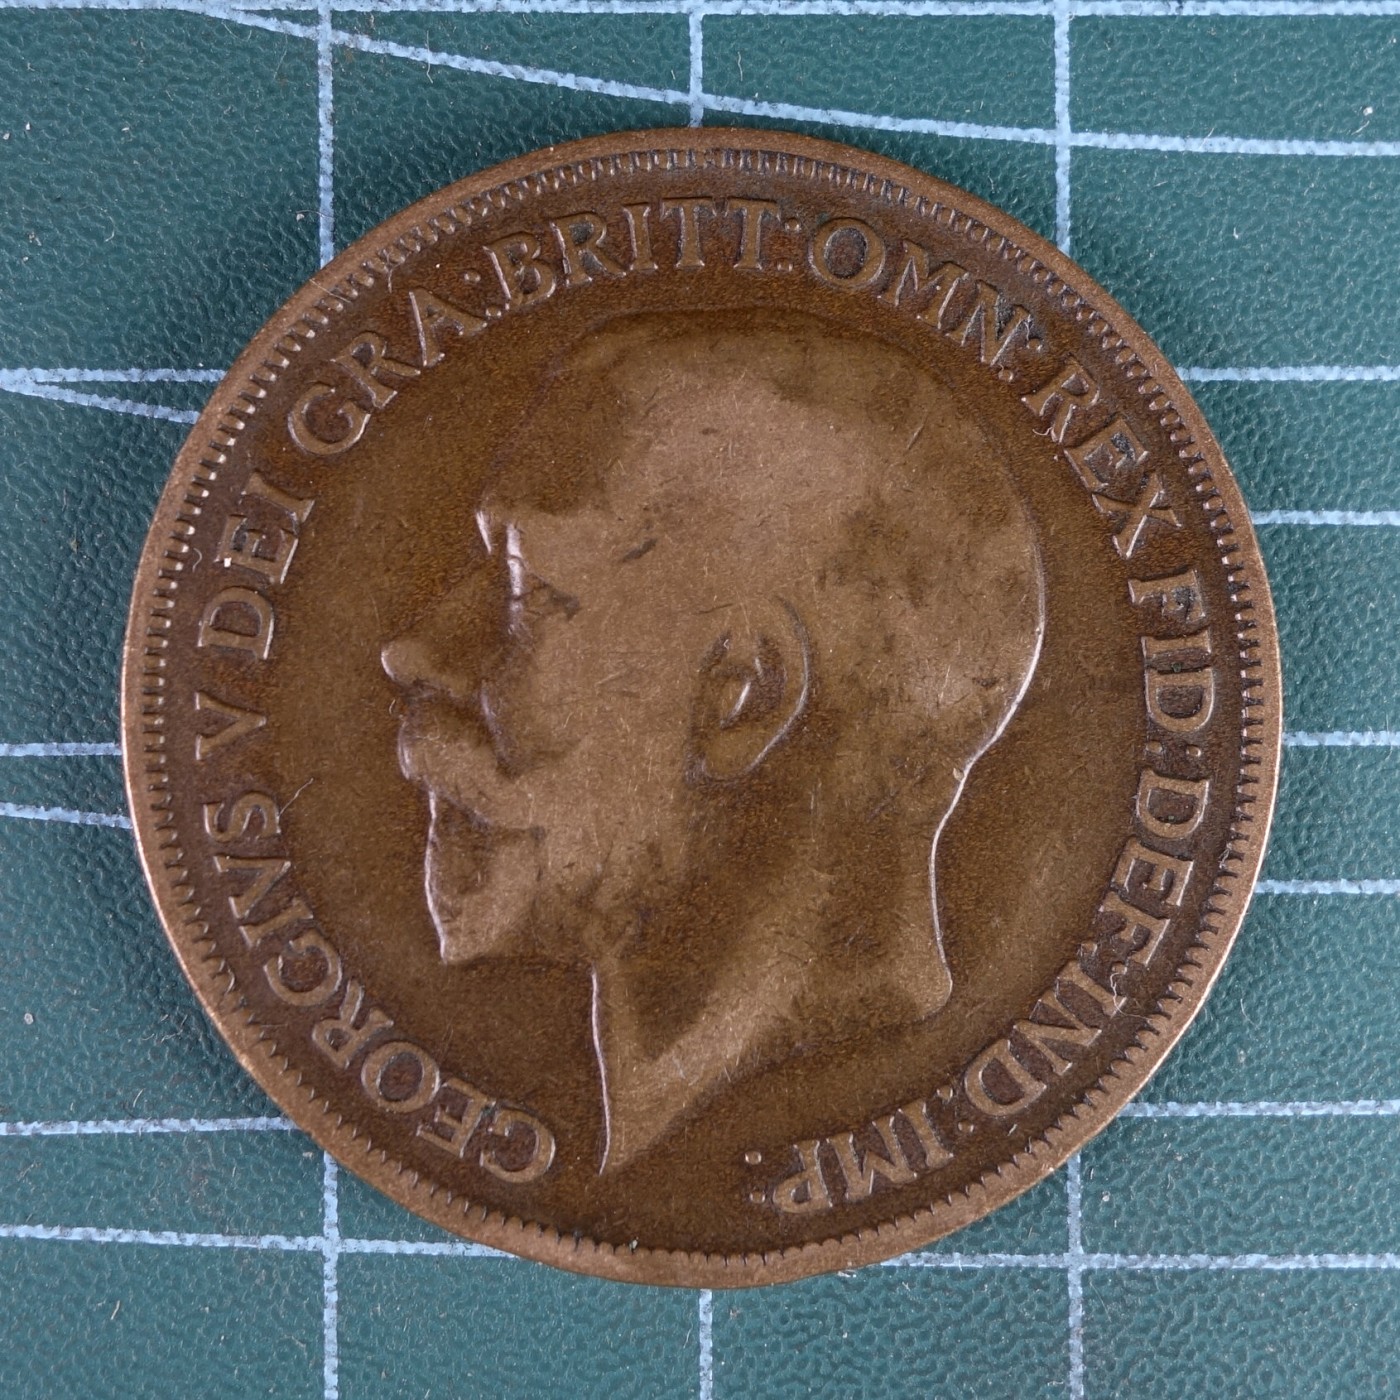 GEORGIVS V DEI GRA: BRITT: OMN: REX FID: DEF: IND: IMP: